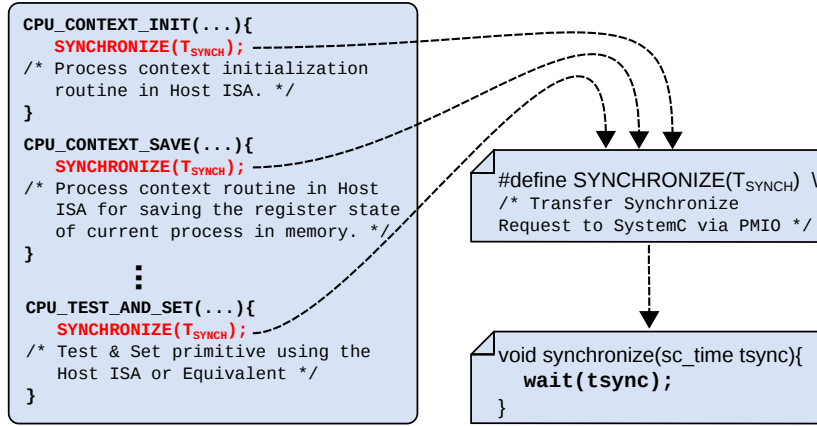 CPU_CONTEXT_INIT(...){
SYNCHRONIZE(TSYNCH);
/* Process context initialization
routine in Host ISA. */
}
CPU_CONTEXT_SAVE(...){
SYNCHRONIZE(TSYNCH);
/* Process context routine in Host
ISA for saving the register state
of current process in memory. */
}
⋮
CPU_TEST_AND_SET(...){
SYNCHRONIZE(TSYNCH);
/* Test & Set primitive using the
Host ISA or Equivalent */
}
#define SYNCHRONIZE(TSYNCH) \
/* Transfer Synchronize
Request to SystemC via PMIO */
void synchronize(sc_time tsync){
wait(tsync);
}